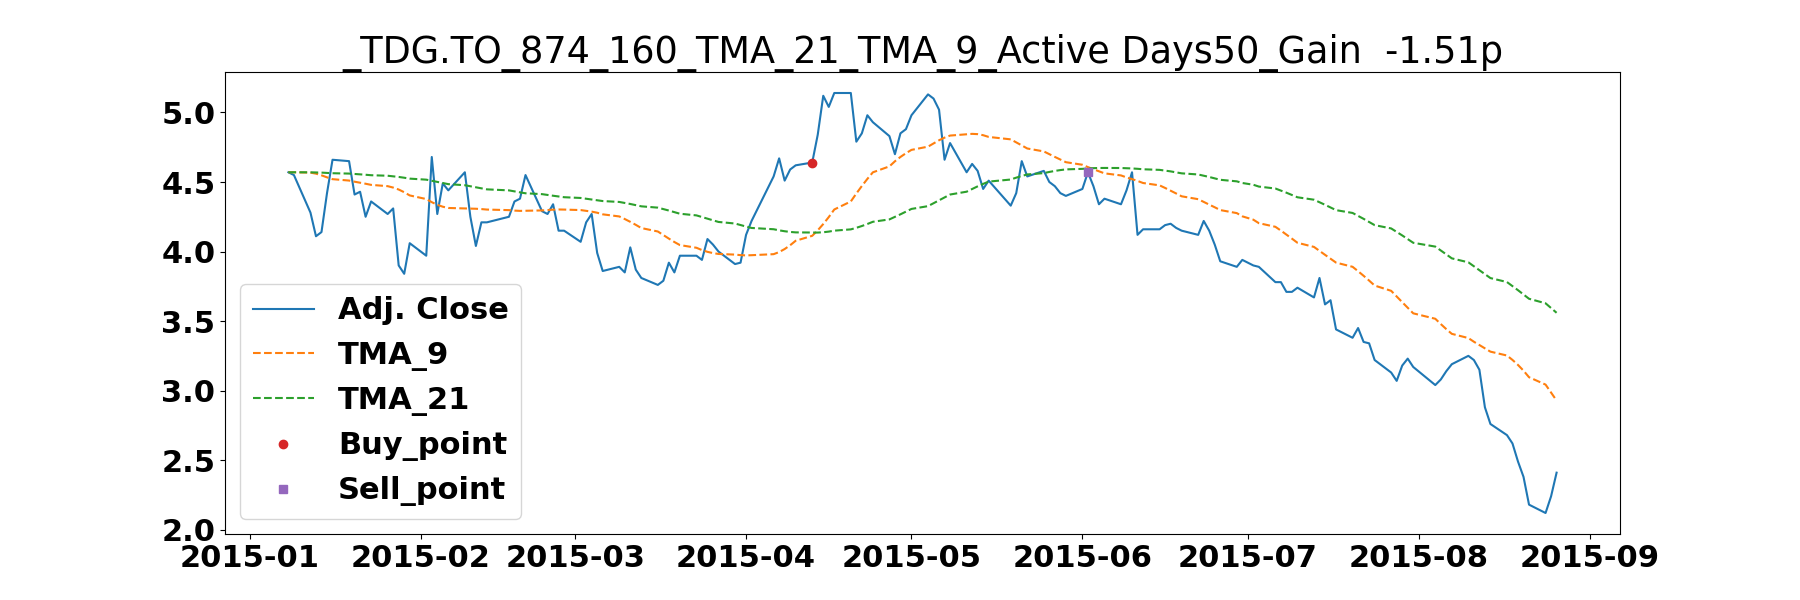 _TDG.TO_874_160_TMA_21_TMA_9_Active Days50_Gain  -1.51p
5.0
4.5
4.0
3.5
3.0
2.5
2.0
Adj. Close
TMA_9
TMA_21
Buy_point
Sell_point
2015-01 2015-02 2015-03 2015-04 2015-05 2015-06 2015-07 2015-08 2015-09